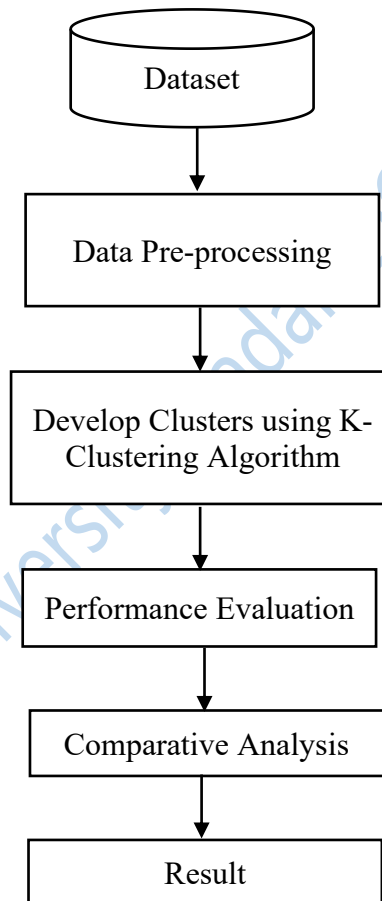 Dataset
Data Pre-processing
Develop Clusters using K-
Clustering Algorithm
Performance Evaluation
Comparative Analysis
Result